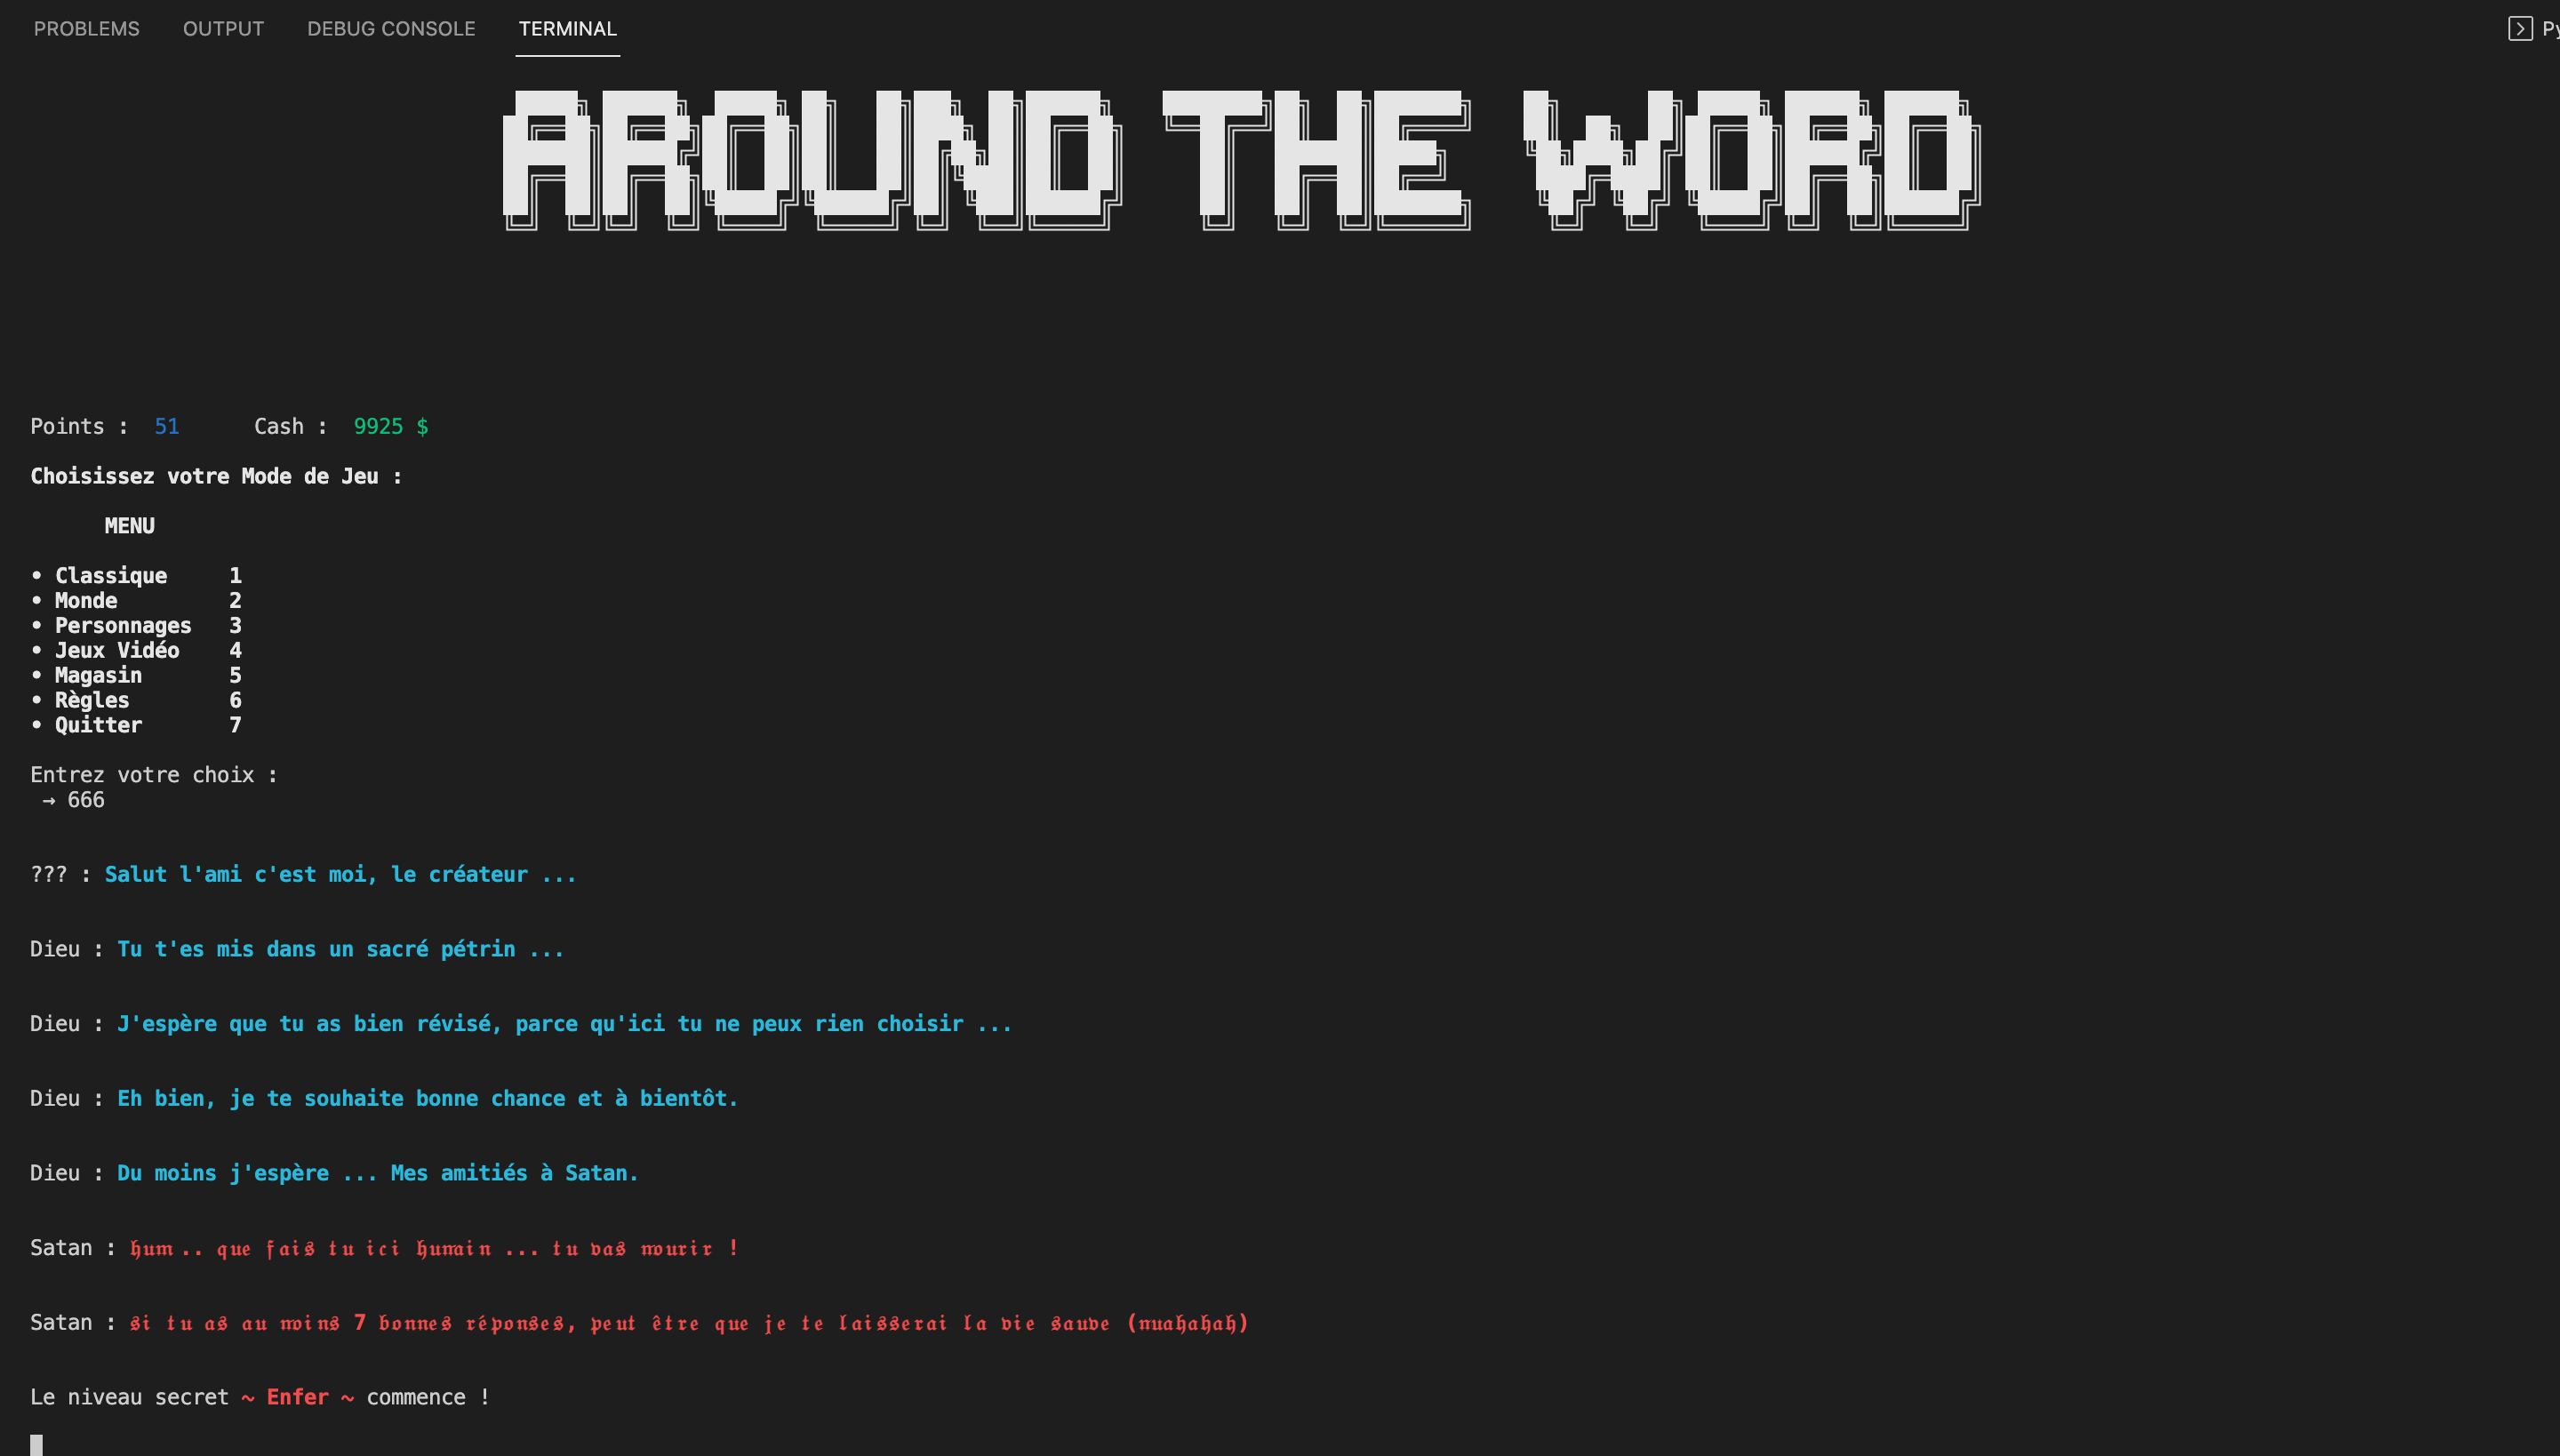 PROBLEMS OUTPUT DEBUG CONSOLE TERMINAL Py
AROUND THE WORD
Points : 51 Cash : 9925 $
Choisissez votre Mode de Jeu :
MENU
• Classique 1
• Monde 2
• Personnages 3
• Jeux Vidéo 4
• Magasin 5
• Règles 6
• Quitter 7
Entrez votre choix :
→ 666
??? : Salut l'ami c'est moi, le créateur ...
Dieu : Tu t'es mis dans un sacré pétrin ...
Dieu : J'espère que tu as bien révisé, parce qu'ici tu ne peux rien choisir ...
Dieu : Eh bien, je te souhaite bonne chance et à bientôt.
Dieu : Du moins j'espère ... Mes amitiés à Satan.
Satan : 𝖍𝖚𝖒 .. 𝖖𝖚𝖊 𝖋𝖆𝖎𝖘 𝖙𝖚 𝖎𝖈𝖎 𝖍𝖚𝖒𝖆𝖎𝖓 ... 𝖙𝖚 𝖛𝖆𝖘 𝖒𝖔𝖚𝖗𝖎𝖗 !
Satan : 𝖘𝖎 𝖙𝖚 𝖆𝖘 𝖆𝖚 𝖒𝖔𝖎𝖓𝖘 7 𝖇𝖔𝖓𝖓𝖊𝖘 𝖗é𝖕𝖔𝖓𝖘𝖊𝖘, 𝖕𝖊𝖚𝖙 ê𝖙𝖗𝖊 𝖖𝖚𝖊 𝖏𝖊 𝖙𝖊 𝖑𝖆𝖎𝖘𝖘𝖊𝖗𝖆𝖎 𝖑𝖆 𝖛𝖎𝖊 𝖘𝖆𝖚𝖛𝖊 (𝖒𝖚𝖆𝖍𝖆𝖍𝖆𝖍)
Le niveau secret ~ Enfer ~ commence !